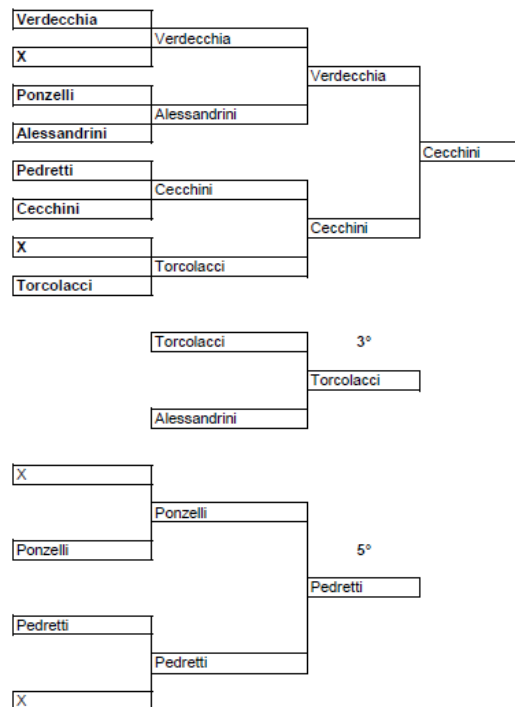 Verdecchia
Verdecchia
X
Verdecchia
Ponzelli
Alessandrini
Alessandrini
Cecchini
Pedretti
Cecchini
Cecchini
Cecchini
X
Torcolacci
Torcolacci
Torcolacci 3°
Torcolacci
Alessandrini
X
Ponzelli
Ponzelli 5°
Pedretti
Pedretti
Pedretti
X